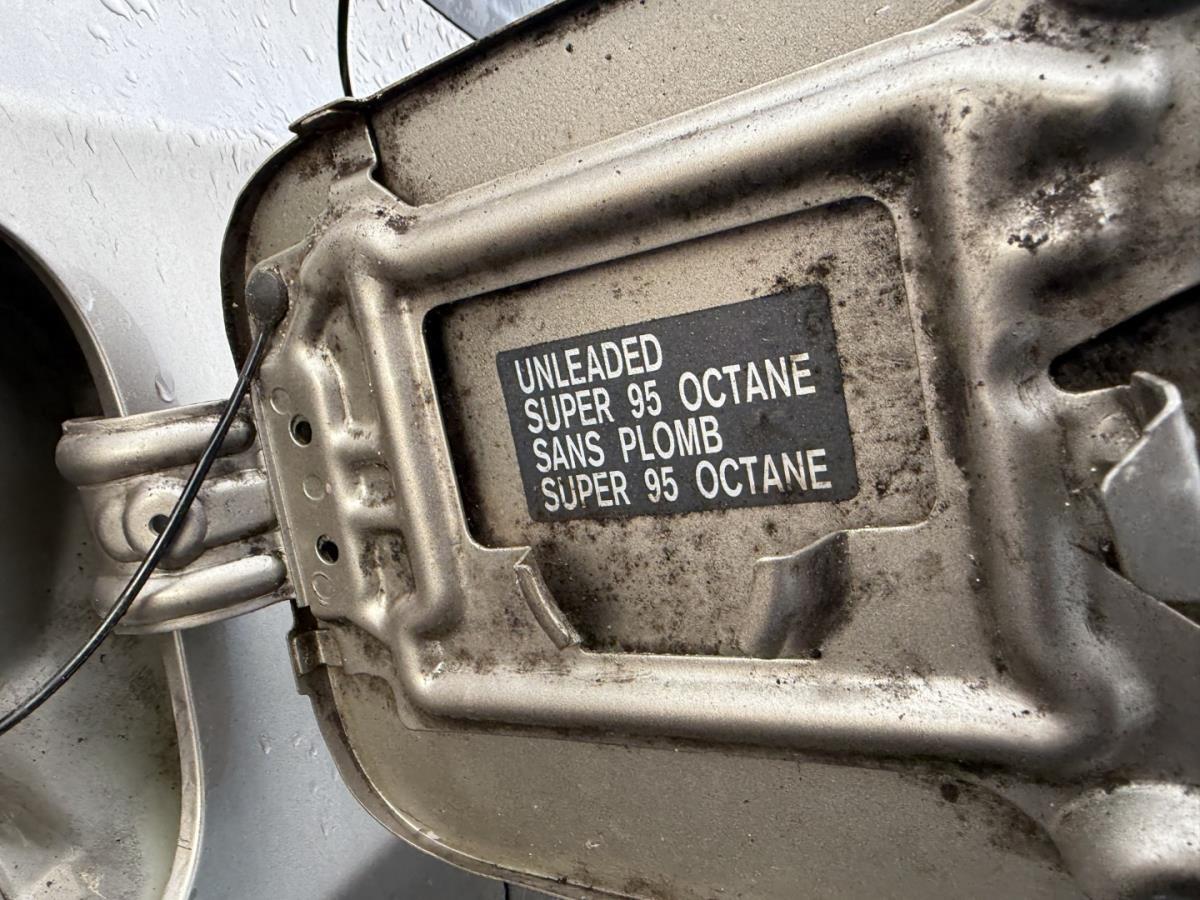 UNLEADED
SUPER 95 OCTANE
SANS PLOMB
SUPER 95 OCTANE